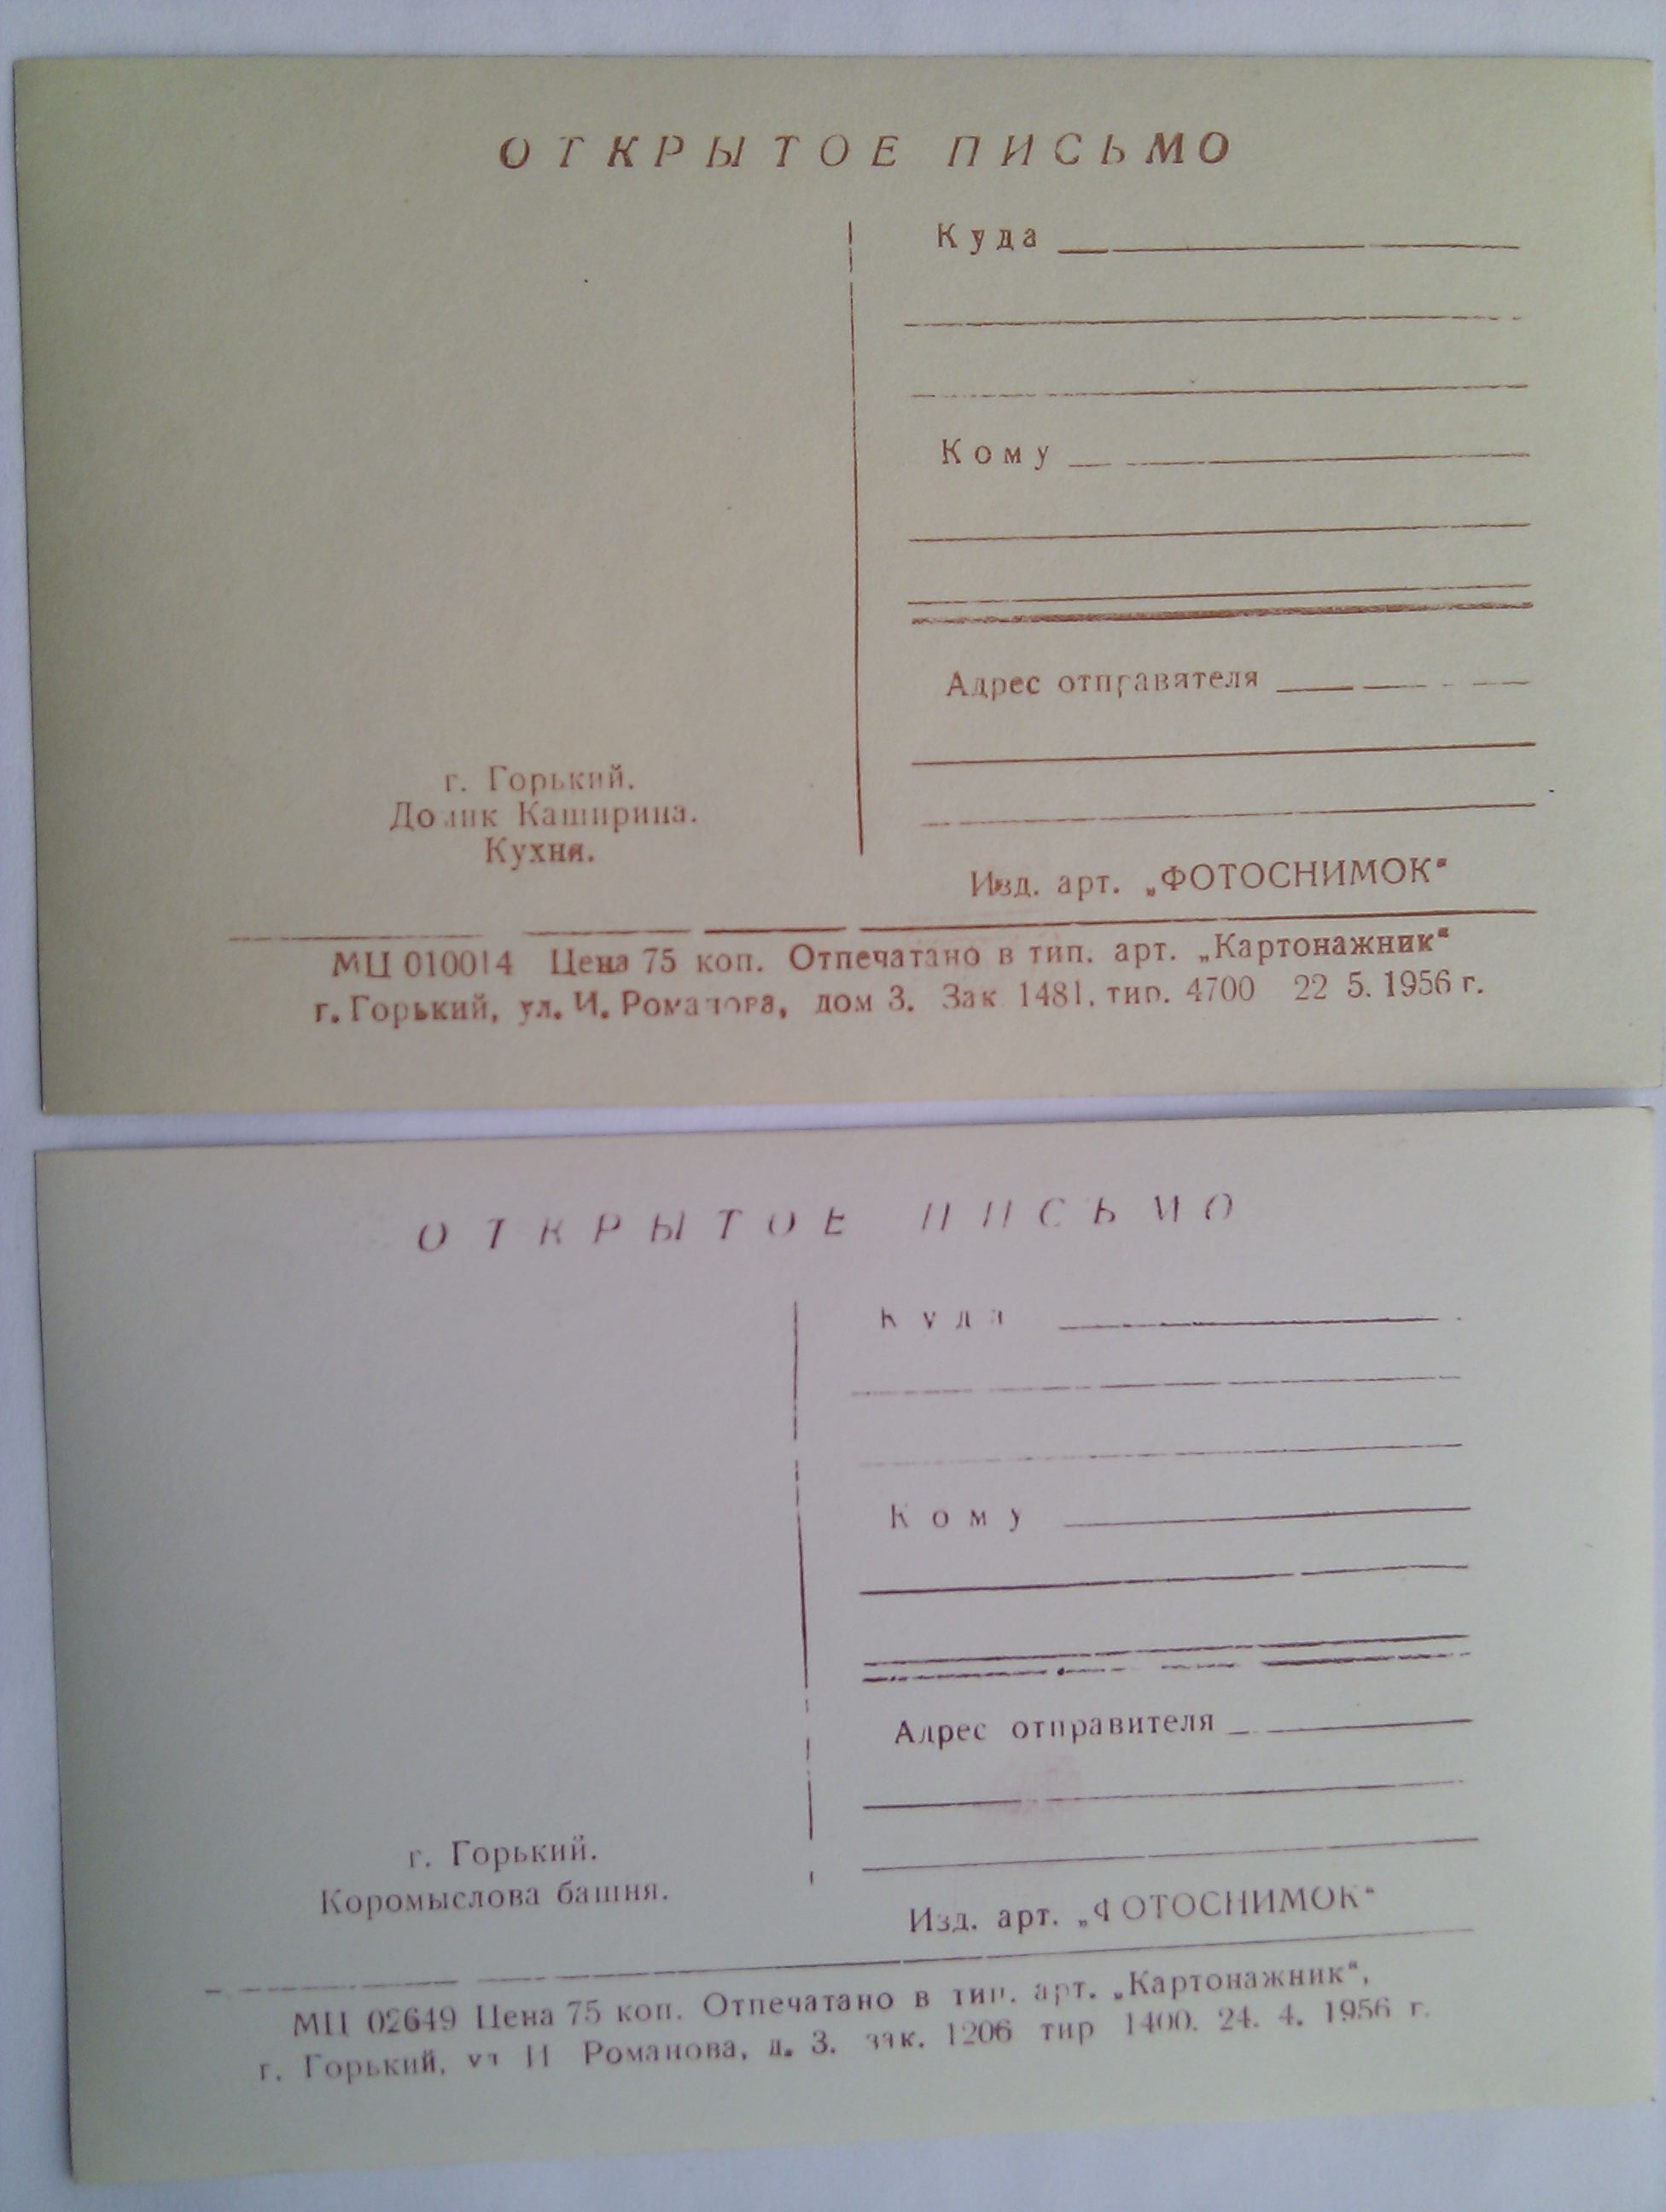 ОТКРЫТОЕ ПИСЬМО
Куда
Кому
Адрес отправителя
г. Горький.
Домик Каширина.
Кухня.
Изд. арт. „ФОТОСНИМОК“
МЦ 010014 Цена 75 коп. Отпечатано в тип. арт. „Картонажник“
г. Горький, ул. И. Романова, дом 3. Зак 1481. тир. 4700 22 5. 1956 г.
ОТКРЫТОЕ ПИСЬМО
Куда
Кому
Адрес отправителя
г. Горький.
Коромыслова башня.
Изд. арт. „ФОТОСНИМОК“
МЦ 02649 Цена 75 коп. Отпечатано в тип. арт. „Картонажник“,
г. Горький, ул И Романова, д. 3. зак. 1206 тир 1400. 24. 4. 1956 г.